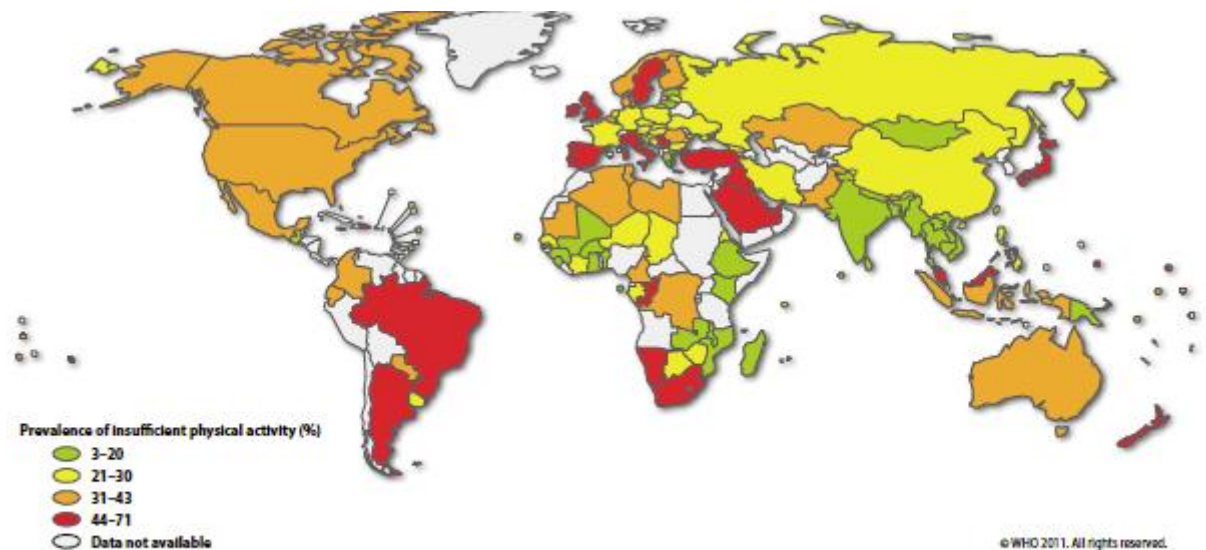 Prevalence of insufficient physical activity (%)
3–20
21–30
31–43
44–71
Data not available
© WHO 2011. All rights reserved.